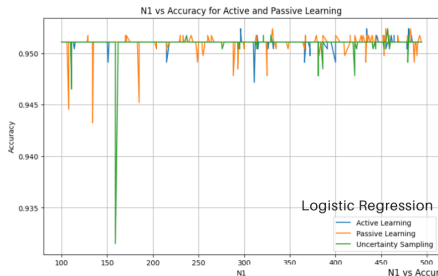 N1 vs Accuracy for Active and Passive Learning
0.950
0.945
0.940
0.935
Accuracy
100 150 200 250 300 350 400 450 500
N1
Logistic Regression
Active Learning
Passive Learning
Uncertainty Sampling
N1 vs Accur